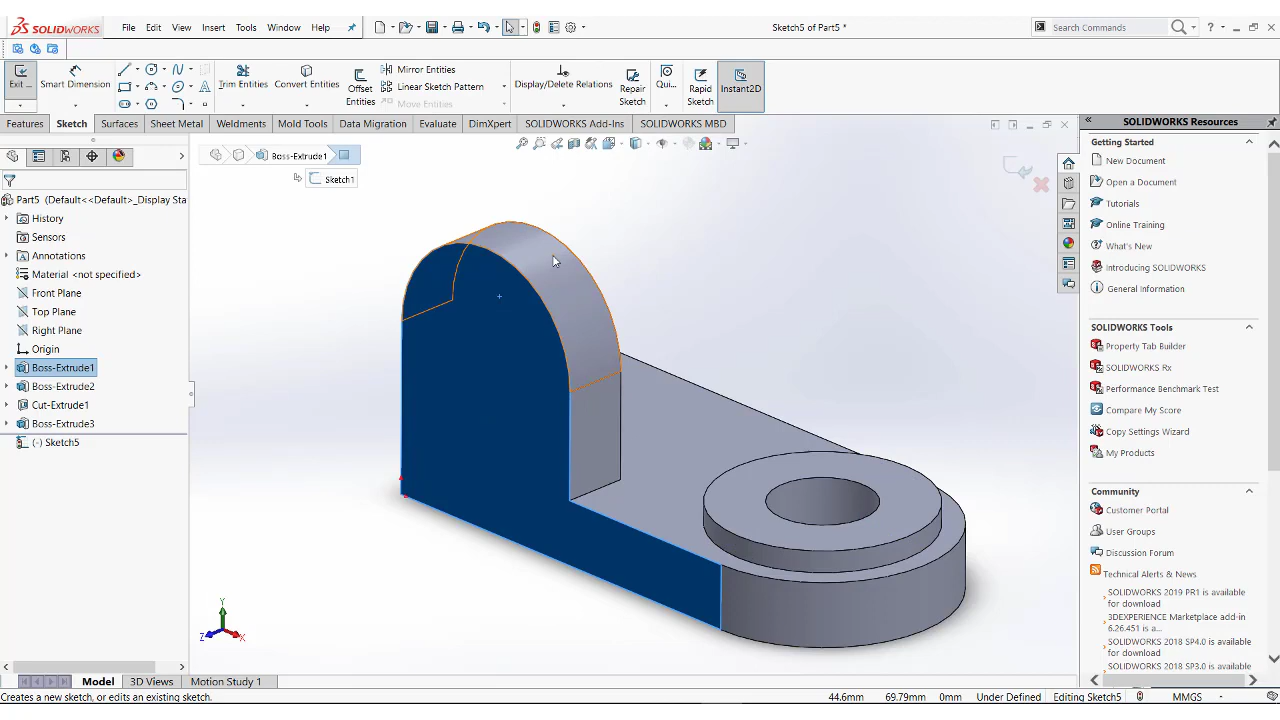 SOLIDWORKS File Edit View Insert Tools Window Help Sketch5 of Part5 * Search Commands ?
Exit ... Smart Dimension Trim Entities Convert Entities Offset Entities Mirror Entities Linear Sketch Pattern Move Entities Display/Delete Relations Repair Sketch Qui... Rapid Sketch Instant2D
Features Sketch Surfaces Sheet Metal Weldments Mold Tools Data Migration Evaluate DimXpert SOLIDWORKS Add-Ins SOLIDWORKS MBD
Boss-Extrude1
Sketch1
Part5 (Default<<Default>_Display Sta
History
Sensors
Annotations
Material <not specified>
Front Plane
Top Plane
Right Plane
Origin
Boss-Extrude1
Boss-Extrude2
Cut-Extrude1
Boss-Extrude3
(-) Sketch5
Y
Z
X
SOLIDWORKS Resources
Getting Started
New Document
Open a Document
Tutorials
Online Training
What's New
Introducing SOLIDWORKS
General Information
SOLIDWORKS Tools
Property Tab Builder
SOLIDWORKS Rx
Performance Benchmark Test
Compare My Score
Copy Settings Wizard
My Products
Community
Customer Portal
User Groups
Discussion Forum
Technical Alerts & News
SOLIDWORKS 2019 PR1 is available
for download
3DEXPERIENCE Marketplace add-in
6.26.451 is a...
SOLIDWORKS 2018 SP4.0 is available
for download
SOLIDWORKS 2018 SP3.0 is available
for download
Model 3D Views Motion Study 1
Creates a new sketch, or edits an existing sketch. 44.6mm 69.79mm 0mm Under Defined Editing Sketch5 MMGS -